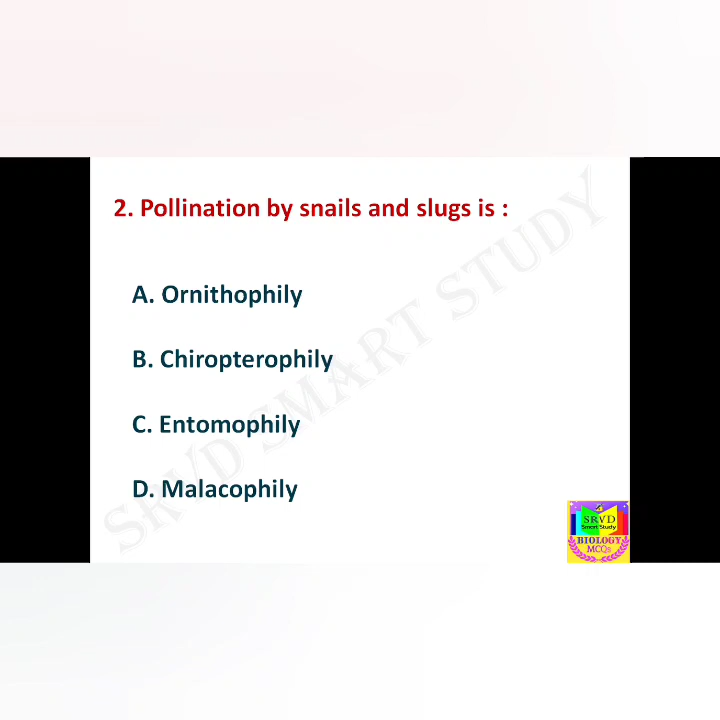 2. Pollination by snails and slugs is :
A. Ornithophily
B. Chiropterophily
C. Entomophily
D. Malacophily
SRVD SMART STUDY
SRVD
Smart Study
BIOLOGY
MCQs